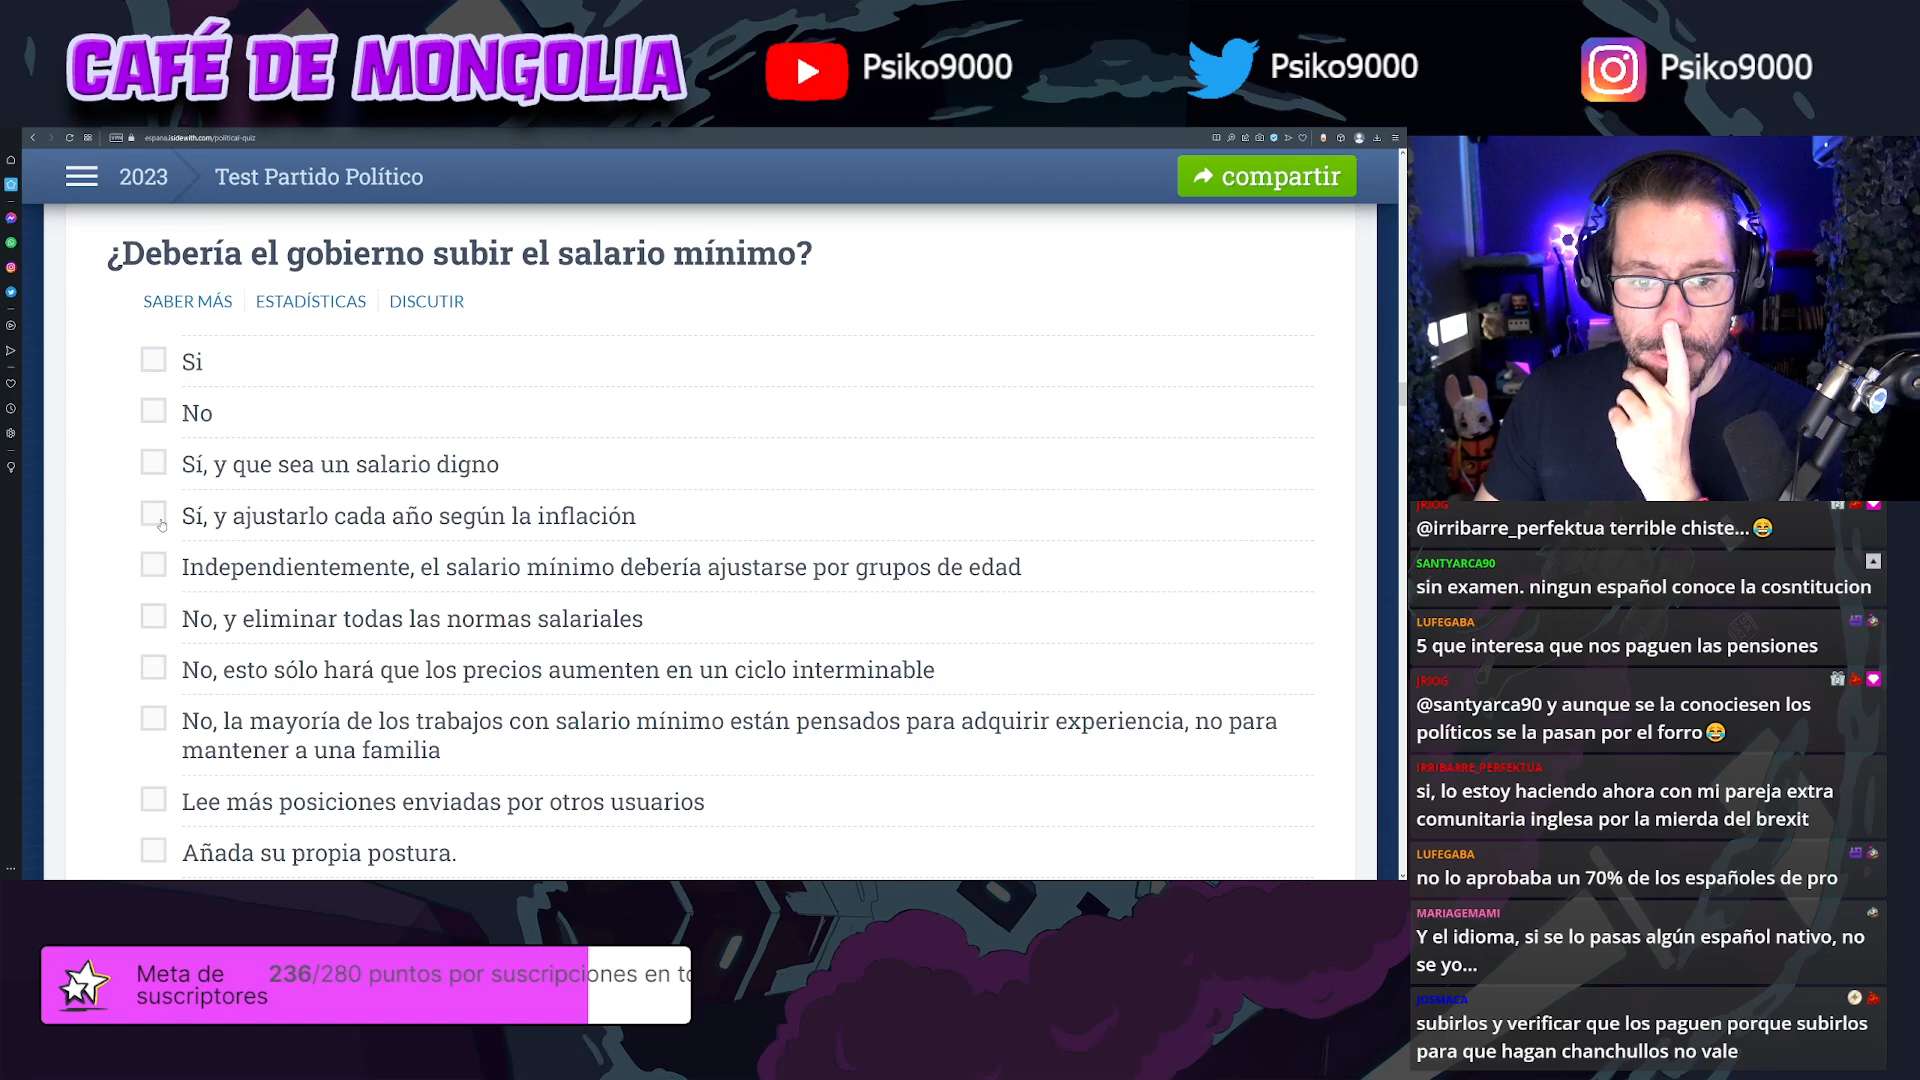 CAFÉ DE MONGOLIA
Psiko9000
Psiko9000
Psiko9000
VPN
espana.isidewith.com/political-quiz
2023
Test Partido Político
compartir
¿Debería el gobierno subir el salario mínimo?
SABER MÁS
ESTADÍSTICAS
DISCUTIR
Si
No
Sí, y que sea un salario digno
Sí, y ajustarlo cada año según la inflación
Independientemente, el salario mínimo debería ajustarse por grupos de edad
No, y eliminar todas las normas salariales
No, esto sólo hará que los precios aumenten en un ciclo interminable
No, la mayoría de los trabajos con salario mínimo están pensados para adquirir experiencia, no para
mantener a una familia
Lee más posiciones enviadas por otros usuarios
Añada su propia postura.
Meta de
suscriptores
236/280 puntos por suscripciones en to
JRIOG
@irribarre_perfektua terrible chiste...😂
SANTYARCA90
sin examen. ningun español conoce la cosntitucion
LUFEGABA
5 que interesa que nos paguen las pensiones
JRIOG
@santyarca90 y aunque se la conociesen los
políticos se la pasan por el forro😂
IRRIBARRE_PERFEKTUA
si, lo estoy haciendo ahora con mi pareja extra
comunitaria inglesa por la mierda del brexit
LUFEGABA
no lo aprobaba un 70% de los españoles de pro
MARIAGEMAMI
Y el idioma, si se lo pasas algún español nativo, no
se yo...
JOSMACA
subirlos y verificar que los paguen porque subirlos
para que hagan chanchullos no vale